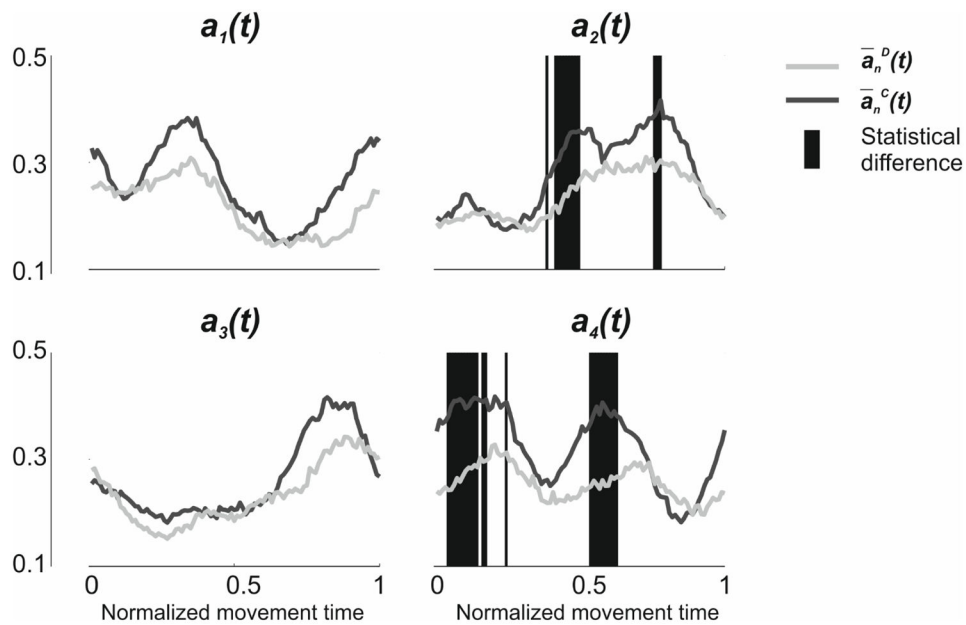 a₁(t)
a₂(t)
0.5
0.3
0.1
a̅ₙᴰ(t)
a̅ₙᶜ(t)
Statistical
difference
a₃(t)
a₄(t)
0.5
0.3
0.1
0
0.5
1
0
0.5
1
Normalized movement time
Normalized movement time